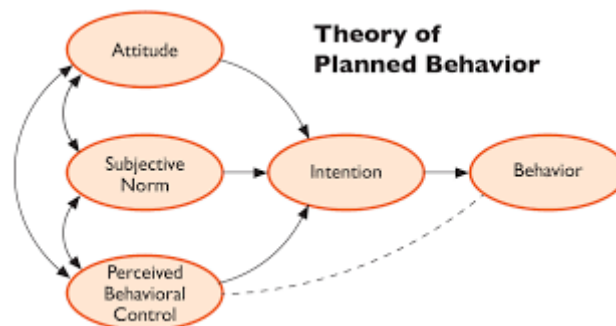 Theory of
Planned Behavior
Attitude
Subjective
Norm
Intention
Behavior
Perceived
Behavioral
Control